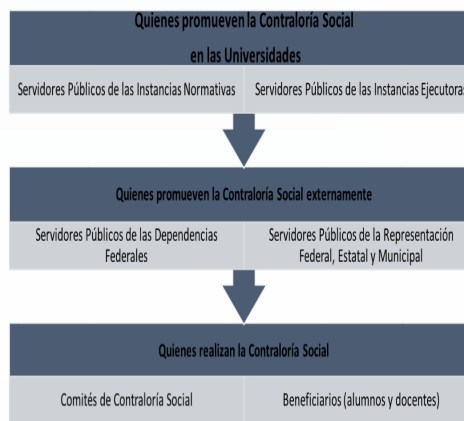 Quienes promueven la Contraloría Social
en las Universidades
Servidores Públicos de las Instancias Normativas
Servidores Públicos de las Instancias Ejecutoras
Quienes promueven la Contraloría Social externamente
Servidores Públicos de las Dependencias
Federales
Servidores Públicos de la Representación
Federal, Estatal y Municipal
Quienes realizan la Contraloría Social
Comités de Contraloría Social
Beneficiarios (alumnos y docentes)